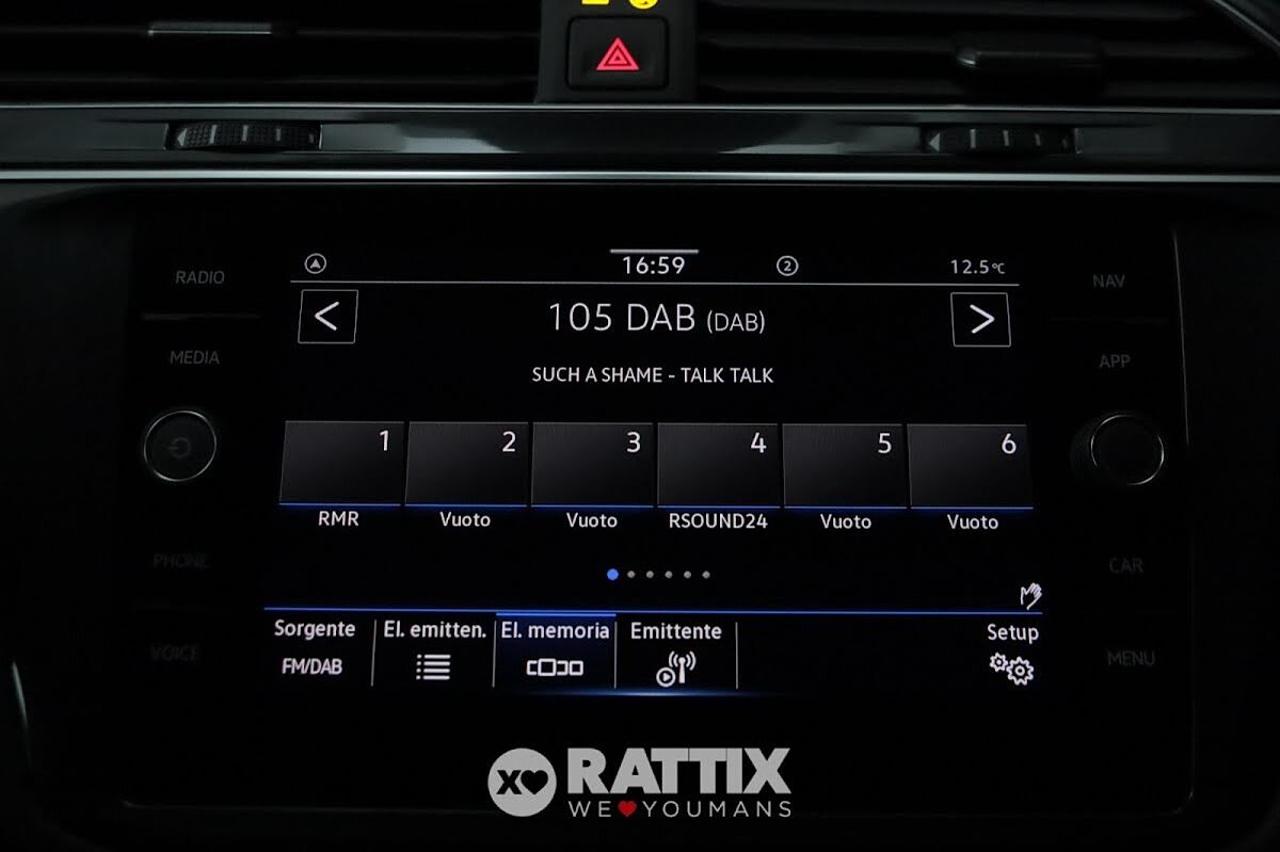 RADIO
MEDIA
PHONE
VOICE
NAV
APP
CAR
MENU
16:59
2
12.5°C
<
105 DAB (DAB)
>
SUCH A SHAME - TALK TALK
1 2 3 4 5 6
RMR Vuoto Vuoto RSOUND24 Vuoto Vuoto
Sorgente El. emitten. El. memoria Emittente Setup
FM/DAB
XO RATTIX
WE YOUMANS